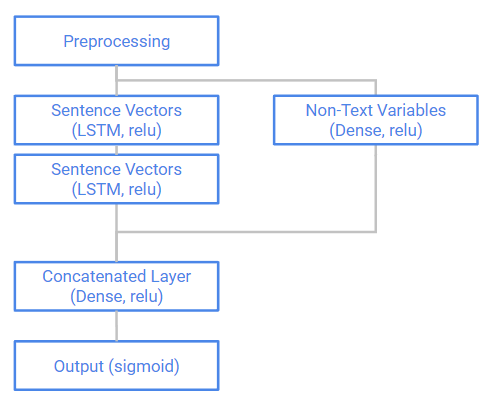 Preprocessing
Sentence Vectors
(LSTM, relu)
Non-Text Variables
(Dense, relu)
Sentence Vectors
(LSTM, relu)
Concatenated Layer
(Dense, relu)
Output (sigmoid)